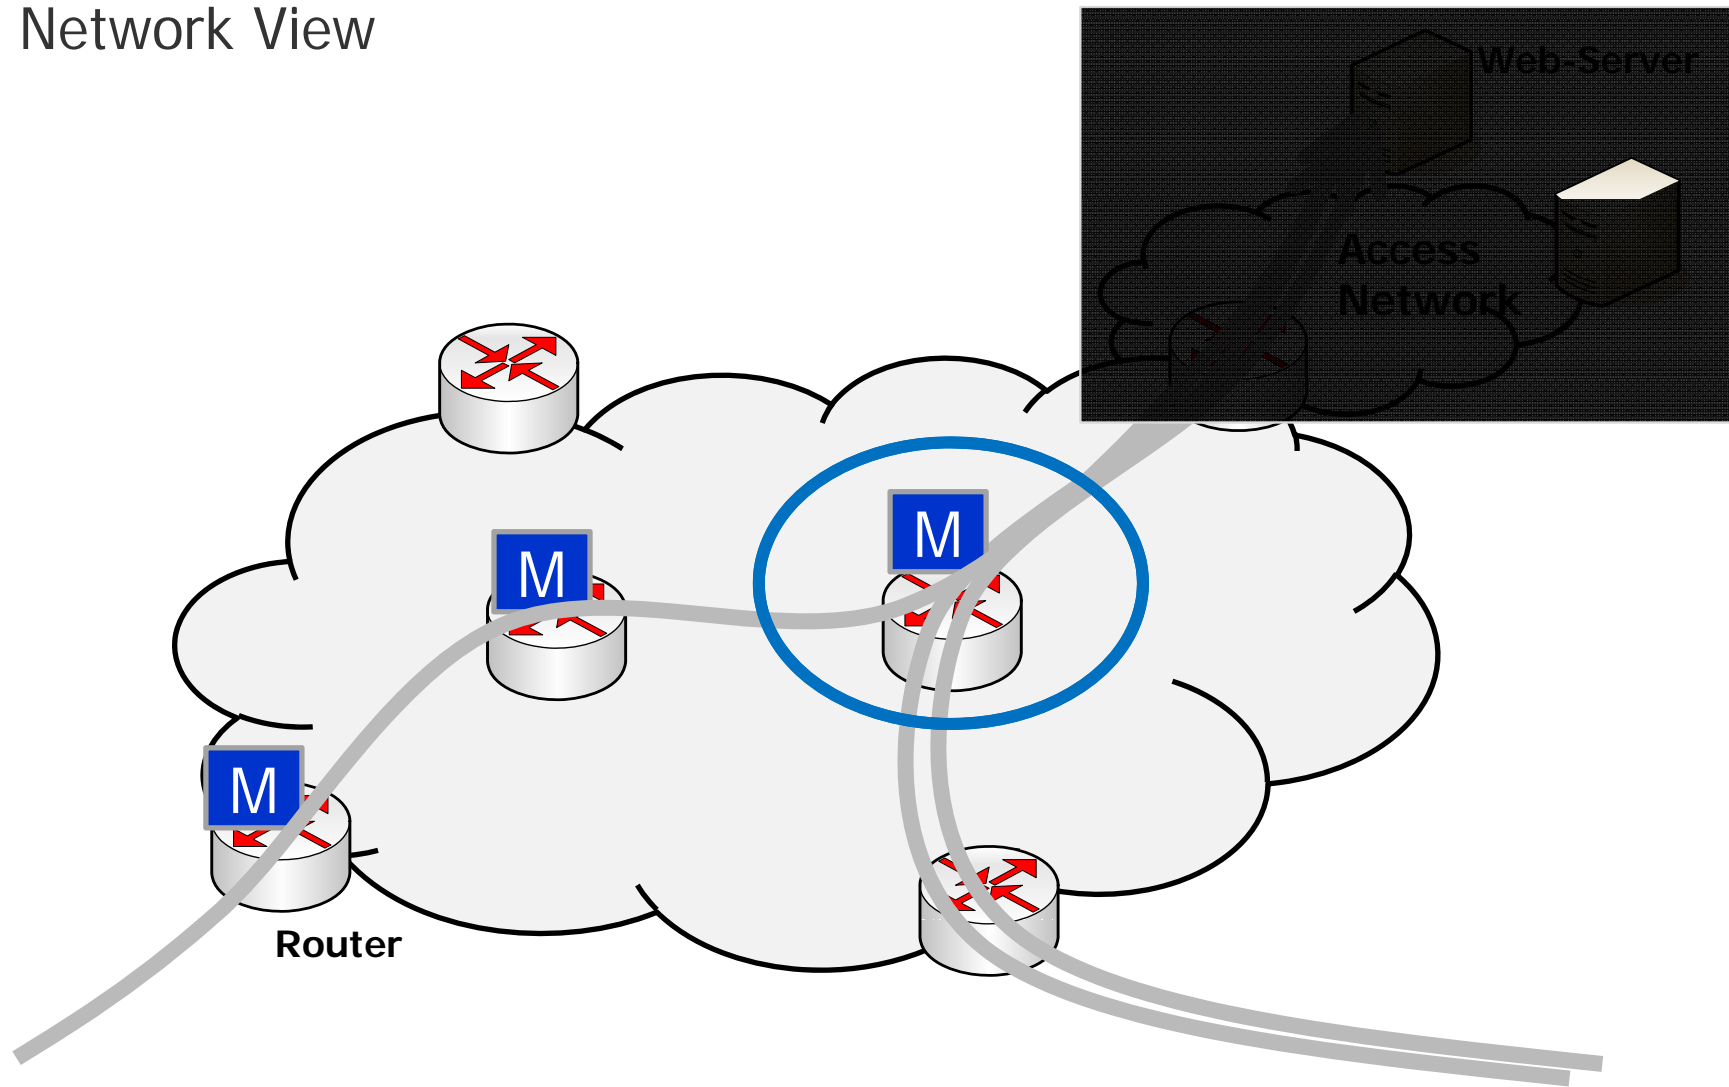 Network View
Web-Server
Access
Network
M
M
M
Router